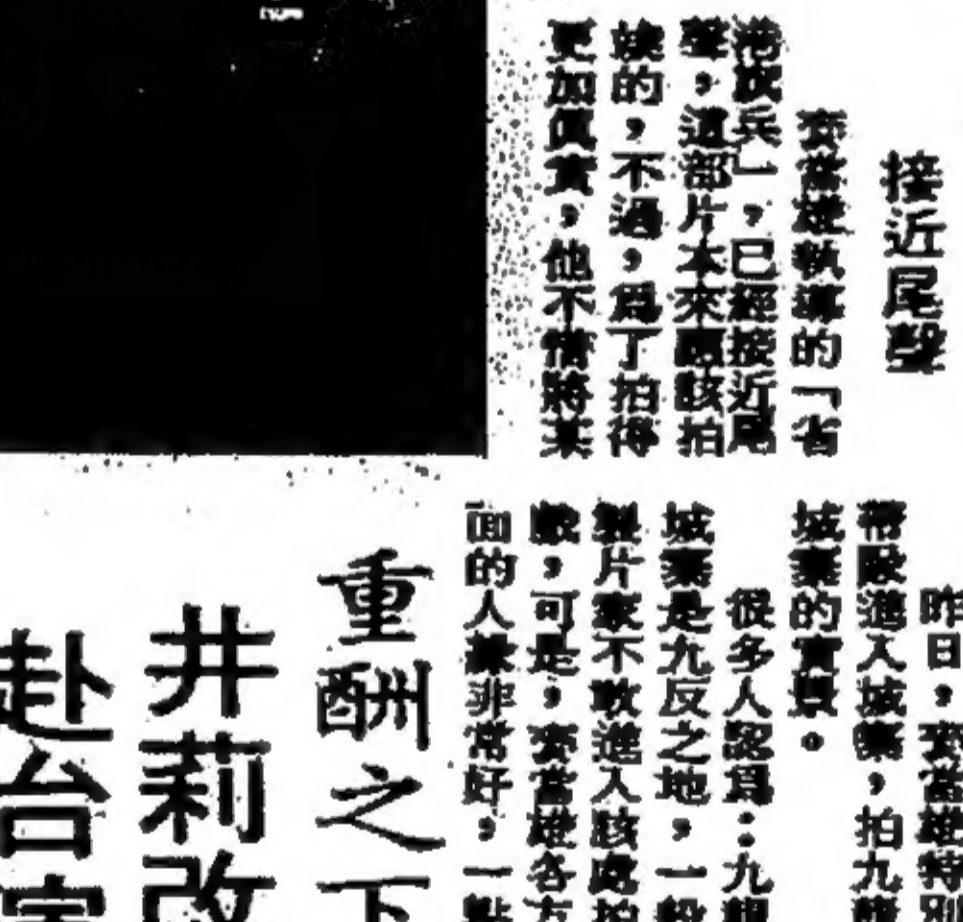 接近尾聲
麥當雄執導的「省
港旗兵」，已經接近尾
聲，這部片本來應該拍
的，不過，爲了拍得
更加眞實，他不惜將某
昨日，麥當雄特別
帶隊進入城寨，拍九龍
城寨的實景。
很多人認爲：九龍
城寨是九反之地，一般
製片家不敢進入該處拍
戲，可是，麥當雄各方
面的人緣非常好，一點
重酬之下
井莉改
赴台